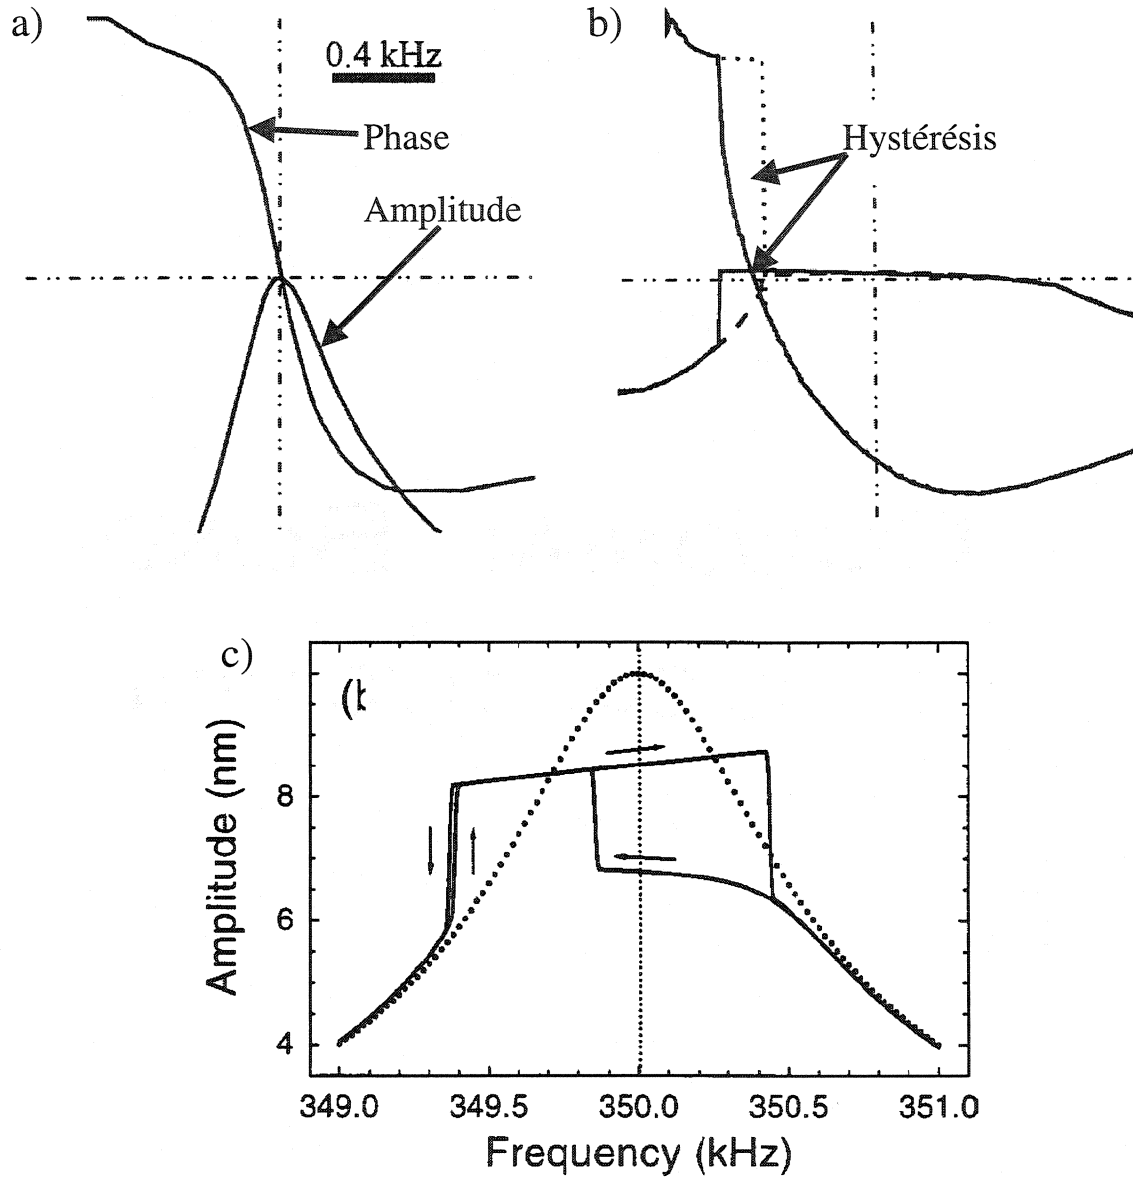 a)
0.4 kHz
Phase
Amplitude
b)
Hystérésis
c)
(b
Amplitude (nm)
8
6
4
349.0 349.5 350.0 350.5 351.0
Frequency (kHz)